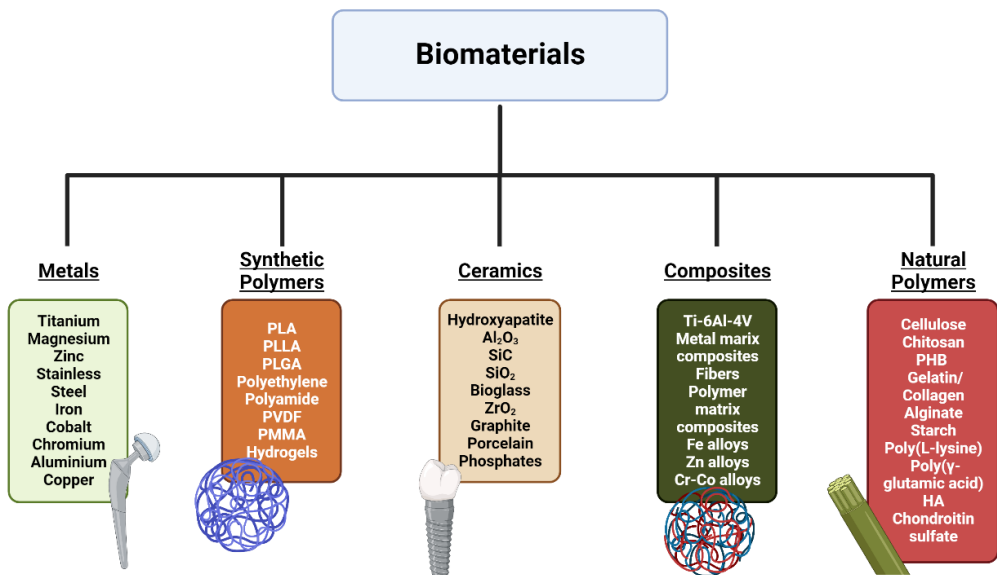 Biomaterials
Metals
Titanium
Magnesium
Zinc
Stainless
Steel
Iron
Cobalt
Chromium
Aluminium
Copper
Synthetic
Polymers
PLA
PLLA
PLGA
Polyethylene
Polyamide
PVDF
PMMA
Hydrogels
Ceramics
Hydroxyapatite
Al₂O₃
SiC
SiO₂
Bioglass
ZrO₂
Graphite
Porcelain
Phosphates
Composites
Ti-6Al-4V
Metal marix
composites
Fibers
Polymer
matrix
composites
Fe alloys
Zn alloys
Cr-Co alloys
Natural
Polymers
Cellulose
Chitosan
PHB
Gelatin/
Collagen
Alginate
Starch
Poly(L-lysine)
Poly(γ-
glutamic acid)
HA
Chondroitin
sulfate